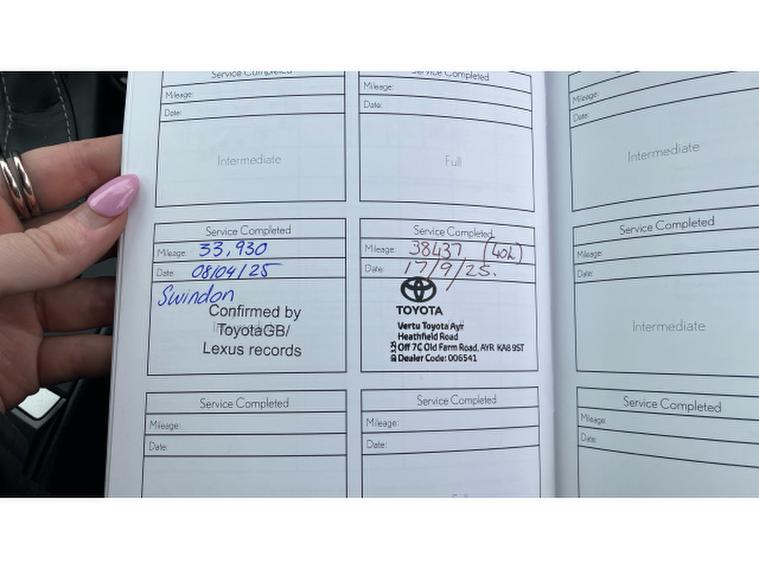 Service Completed
Mileage:
Date:
Intermediate
Service Completed
Mileage:
Date:
Full
Mileage:
Date:
Intermediate
Service Completed
Mileage: 33,930
Date: 08/04/25
Swindon
Confirmed by
ToyotaGB/
Lexus records
Service Completed
Mileage: 38437 (40k)
Date: 17/9/25.
TOYOTA
Vertu Toyota Ayr
Heathfield Road
Off 7C Old Farm Road, AYR KA8 9ST
Dealer Code: 006541
Service Completed
Mileage:
Date:
Intermediate
Service Completed
Mileage:
Date:
Service Completed
Mileage:
Date:
Full
Service Completed
Mileage:
Date: